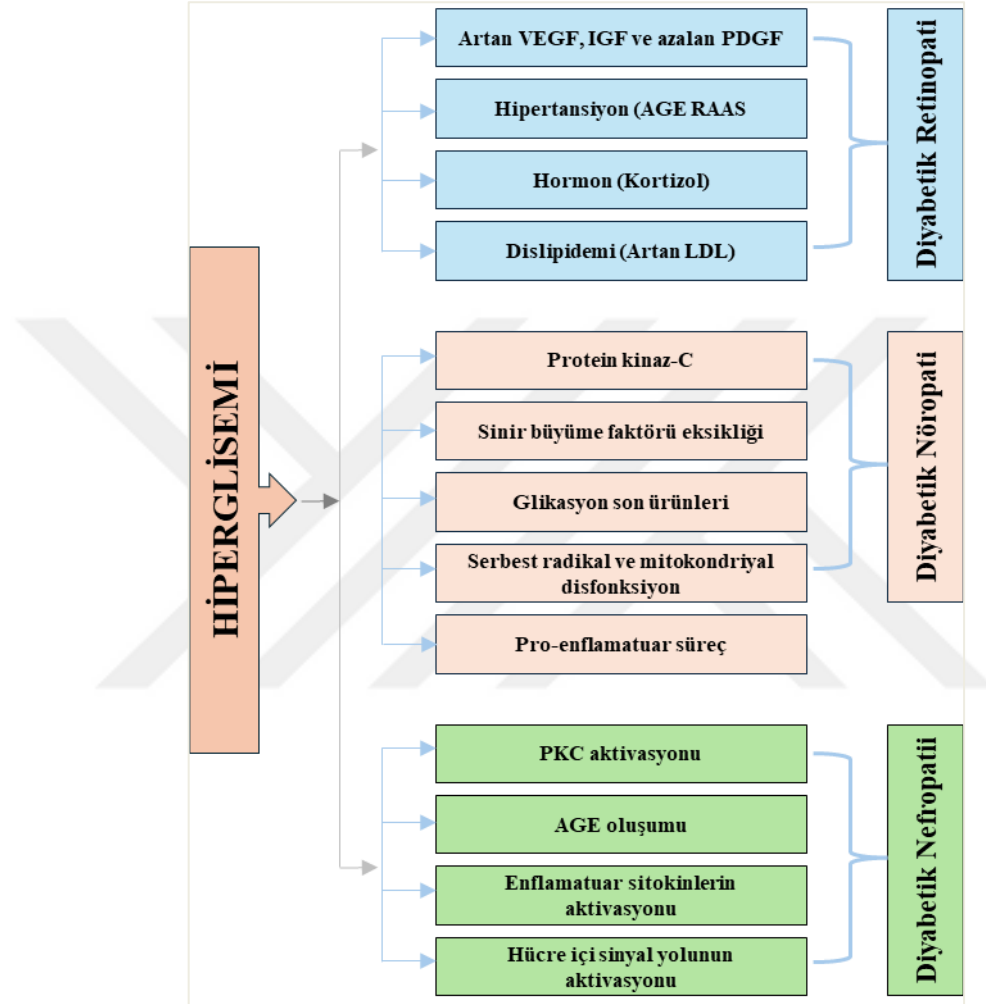 HİPERGLİSEMİ
Artan VEGF, IGF ve azalan PDGF
Hipertansiyon (AGE RAAS
Hormon (Kortizol)
Dislipidemi (Artan LDL)
Diyabetik Retinopati
Protein kinaz-C
Sinir büyüme faktörü eksikliği
Glikasyon son ürünleri
Serbest radikal ve mitokondriyal
disfonksiyon
Pro-enflamatuar süreç
Diyabetik Nöropati
PKC aktivasyonu
AGE oluşumu
Enflamatuar sitokinlerin
aktivasyonu
Hücre içi sinyal yolunun
aktivasyonu
Diyabetik Nefropatii